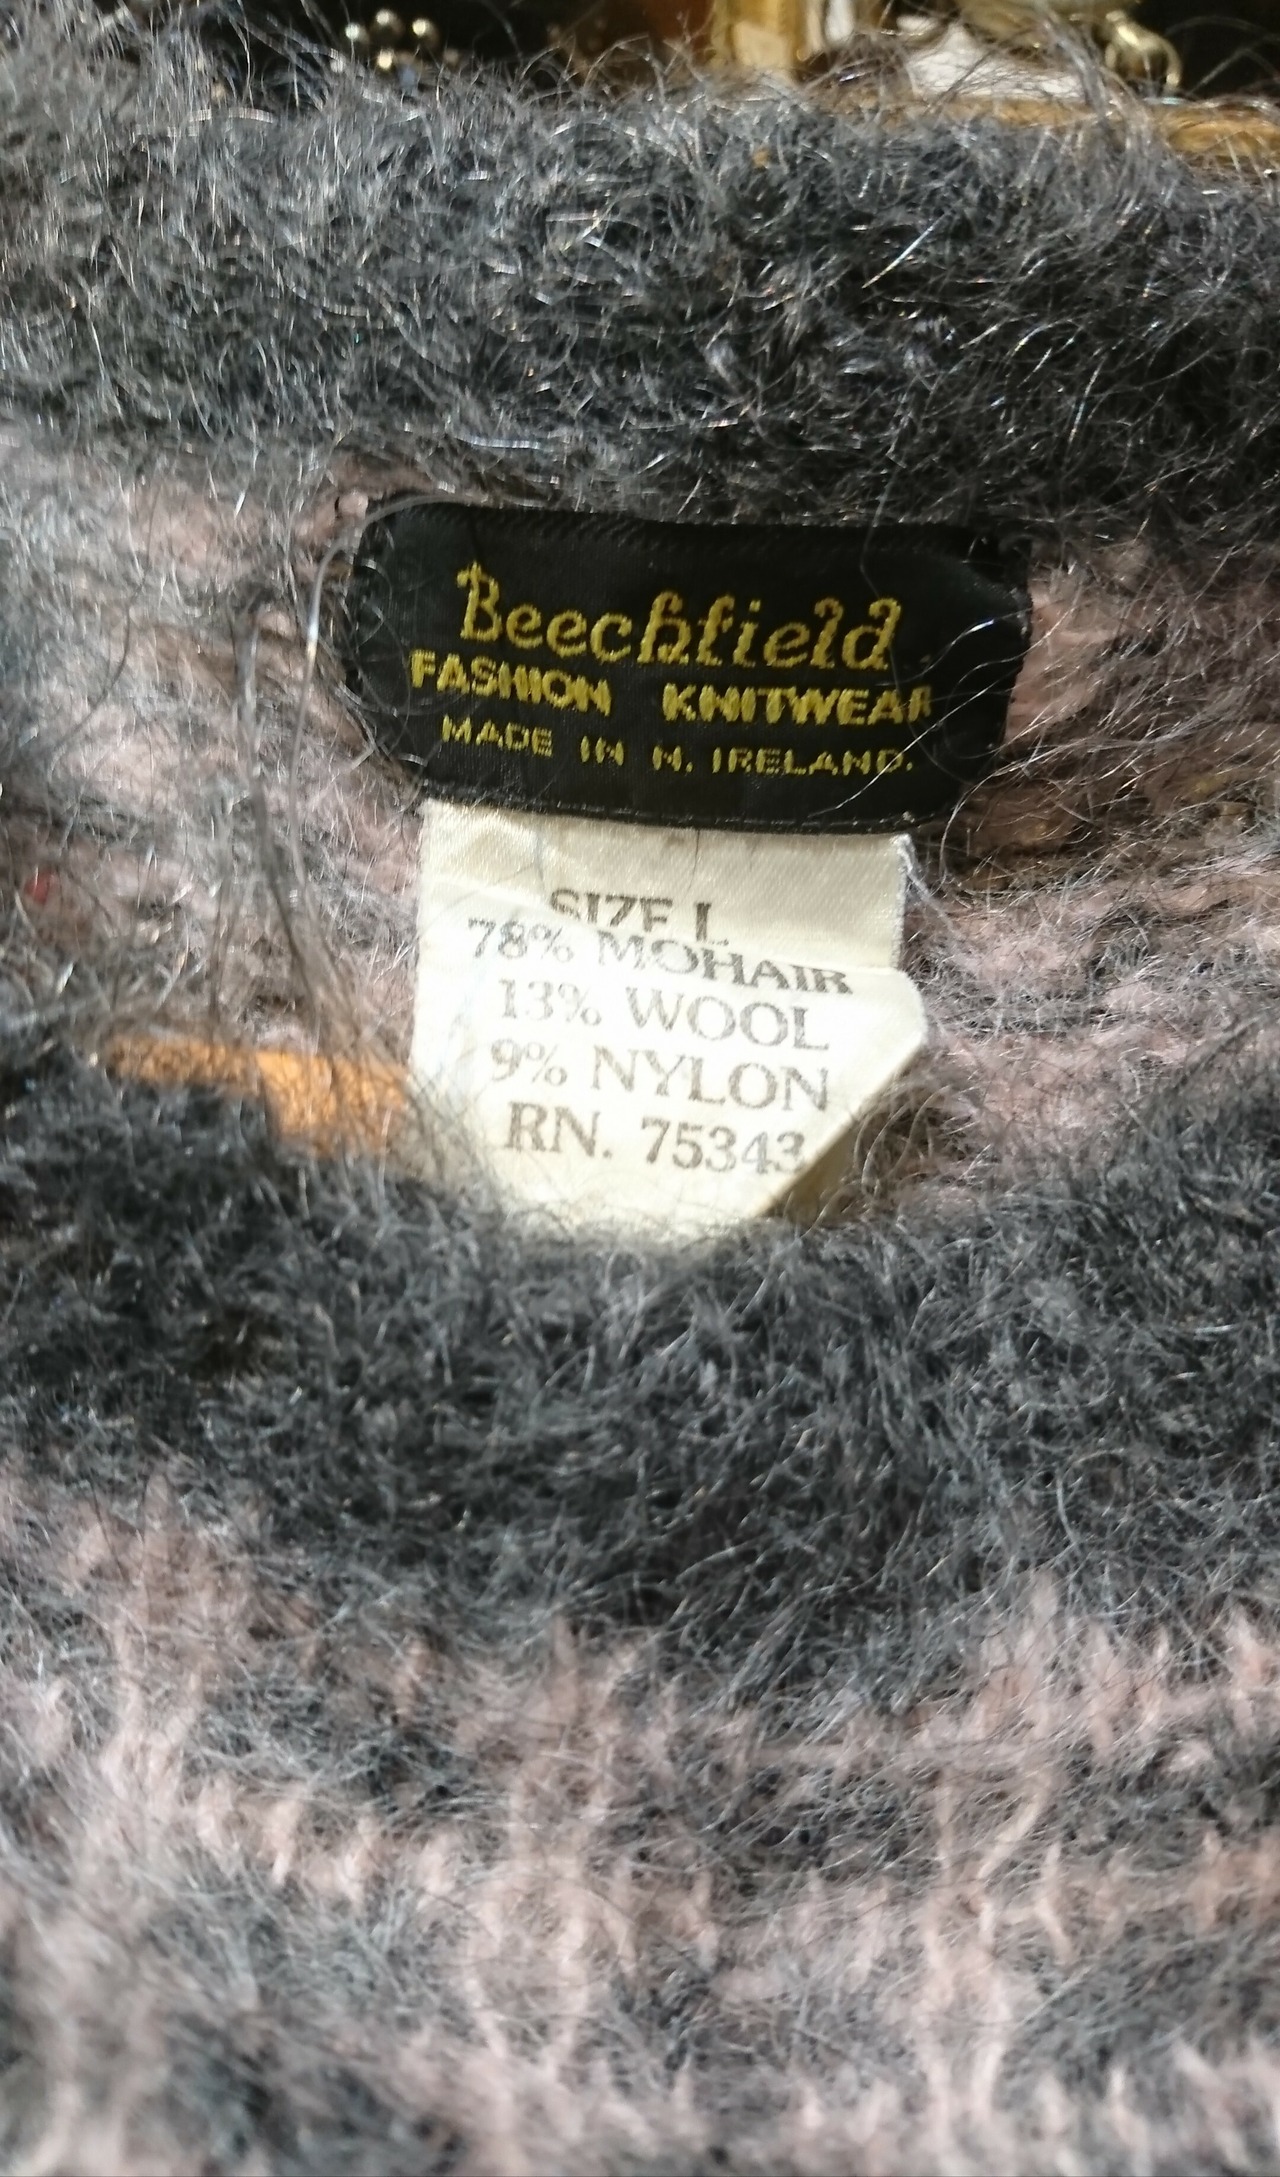 Beechfield
FASHION KNITWEAR
MADE IN N. IRELAND.
SIZE L
78% MOHAIR
13% WOOL
9% NYLON
RN. 75343